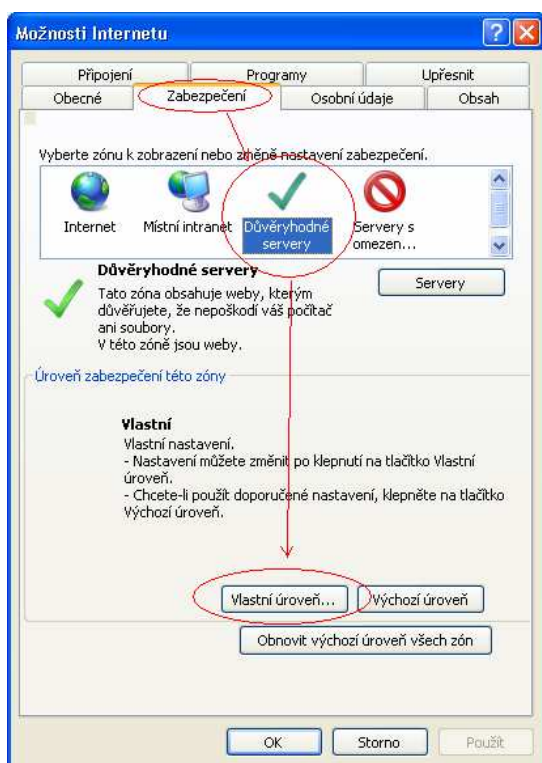 Možnosti Internetu
Připojení Programy Upřesnit
Obecné Zabezpečení Osobní údaje Obsah
Vyberte zónu k zobrazení nebo změně nastavení zabezpečení.
Internet Místní intranet Důvěryhodné servery Servery s omezen...
Důvěryhodné servery
Servery
Tato zóna obsahuje weby, kterým
důvěřujete, že nepoškodí váš počítač
ani soubory.
V této zóně jsou weby.
Úroveň zabezpečení této zóny
Vlastní
Vlastní nastavení.
- Nastavení můžete změnit po klepnutí na tlačítko Vlastní
úroveň.
- Chcete-li použít doporučené nastavení, klepněte na tlačítko
Výchozí úroveň.
Vlastní úroveň... Výchozí úroveň
Obnovit výchozí úroveň všech zón
OK Storno Použít